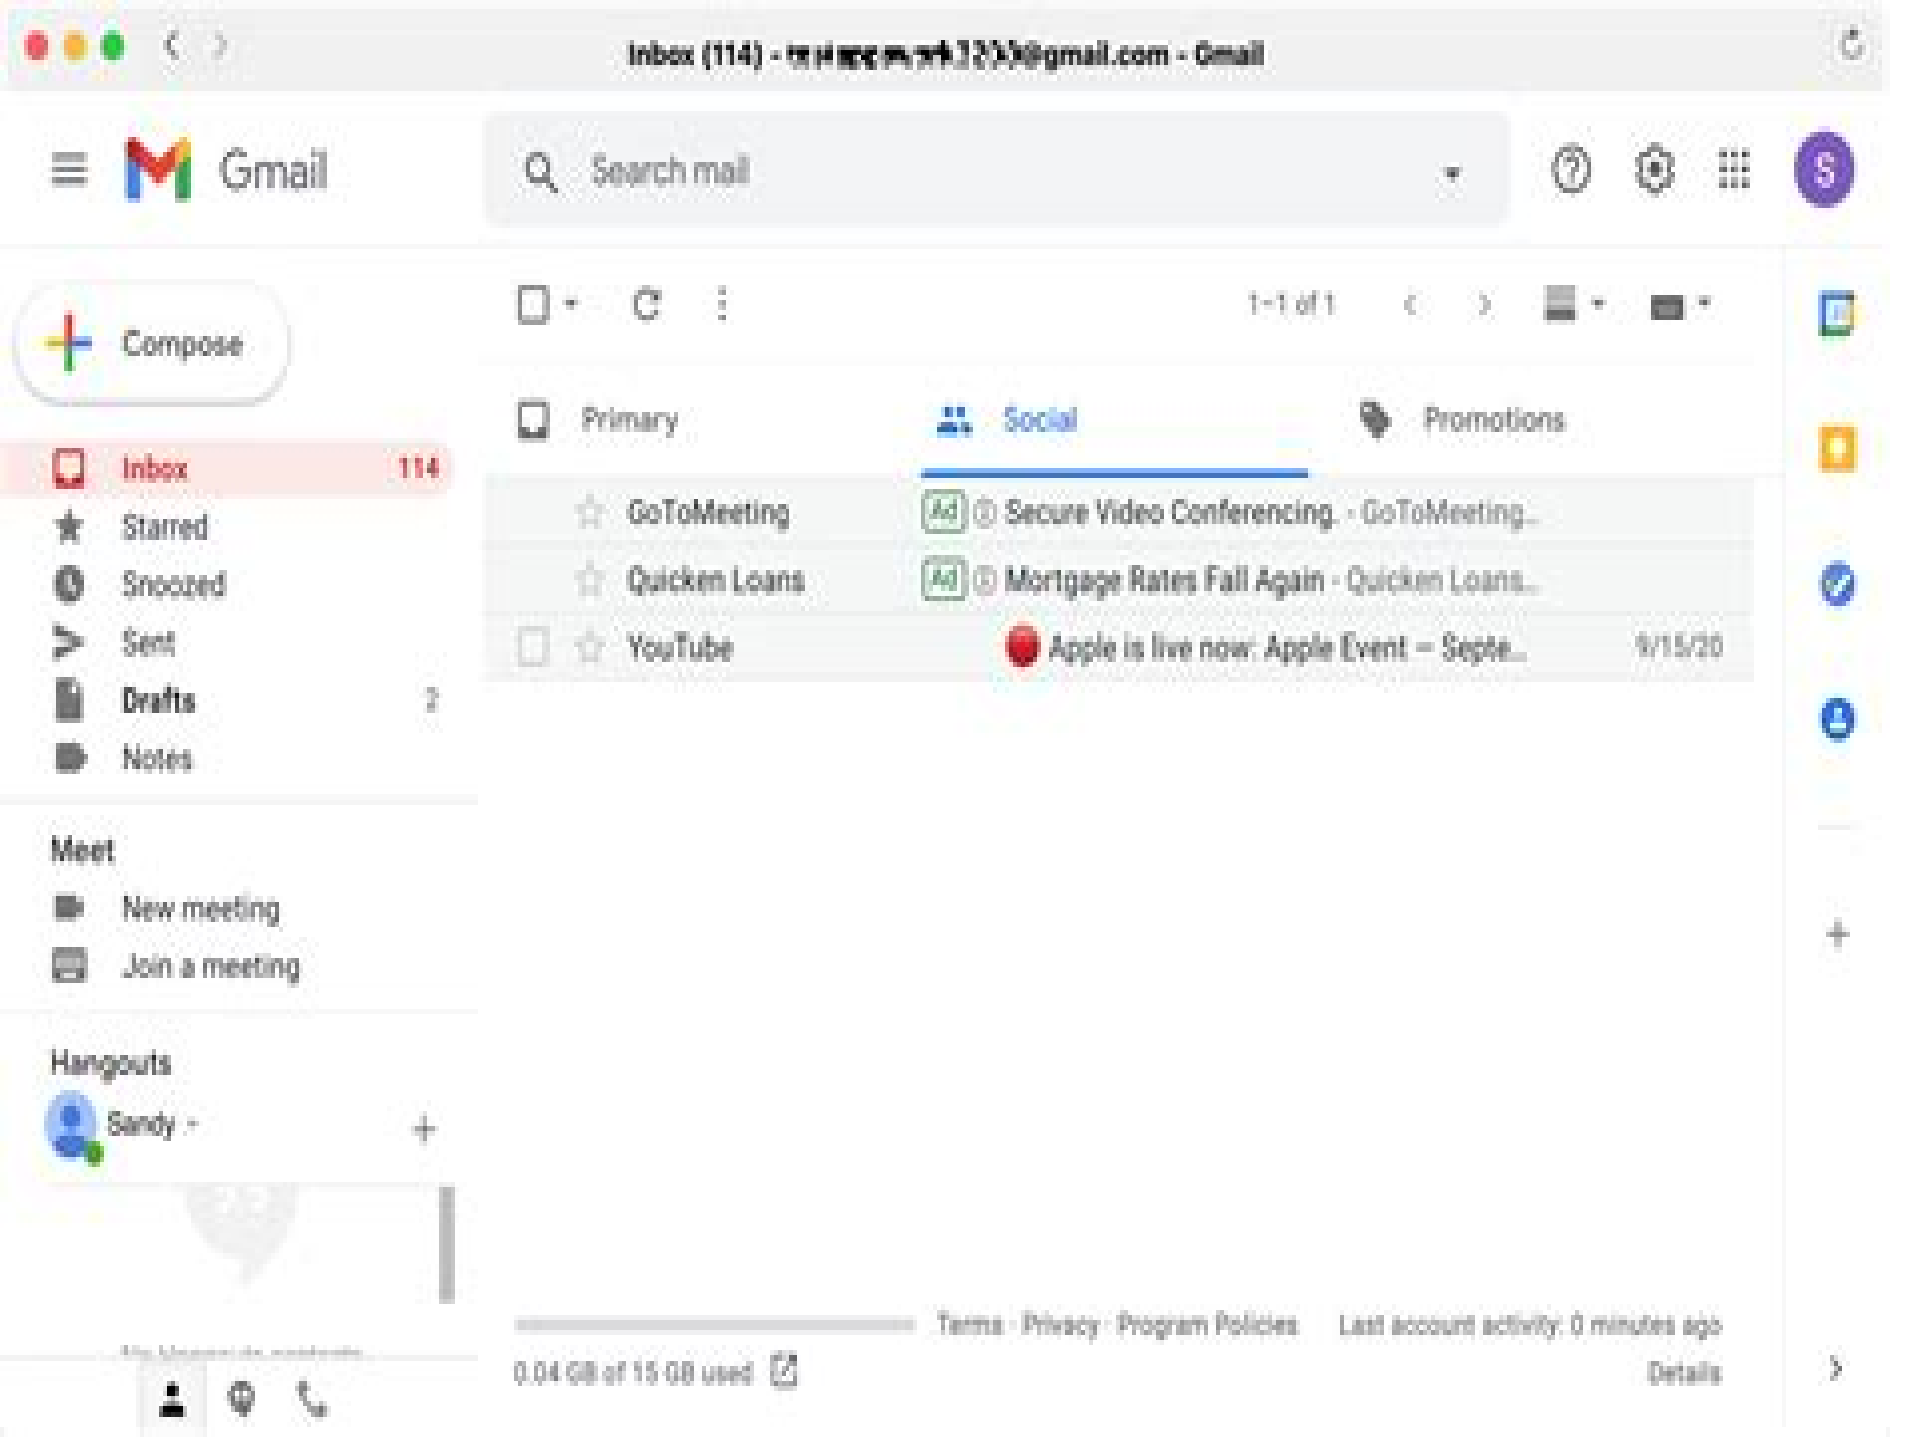 Inbox (114) - @gmail.com - Gmail
Gmail
Search mail
S
Compose
1-1 of 1
Primary
Social
Promotions
Inbox 114
Starred
Snoozed
Sent
Drafts 2
Notes
GoToMeeting Ad Secure Video Conferencing. - GoToMeeting...
Quicken Loans Ad Mortgage Rates Fall Again - Quicken Loans...
YouTube Apple is live now: Apple Event – Septe... 9/15/20
Meet
New meeting
Join a meeting
Hangouts
Sandy
Terms · Privacy · Program Policies
Last account activity: 0 minutes ago
0.04 GB of 15 GB used
Details